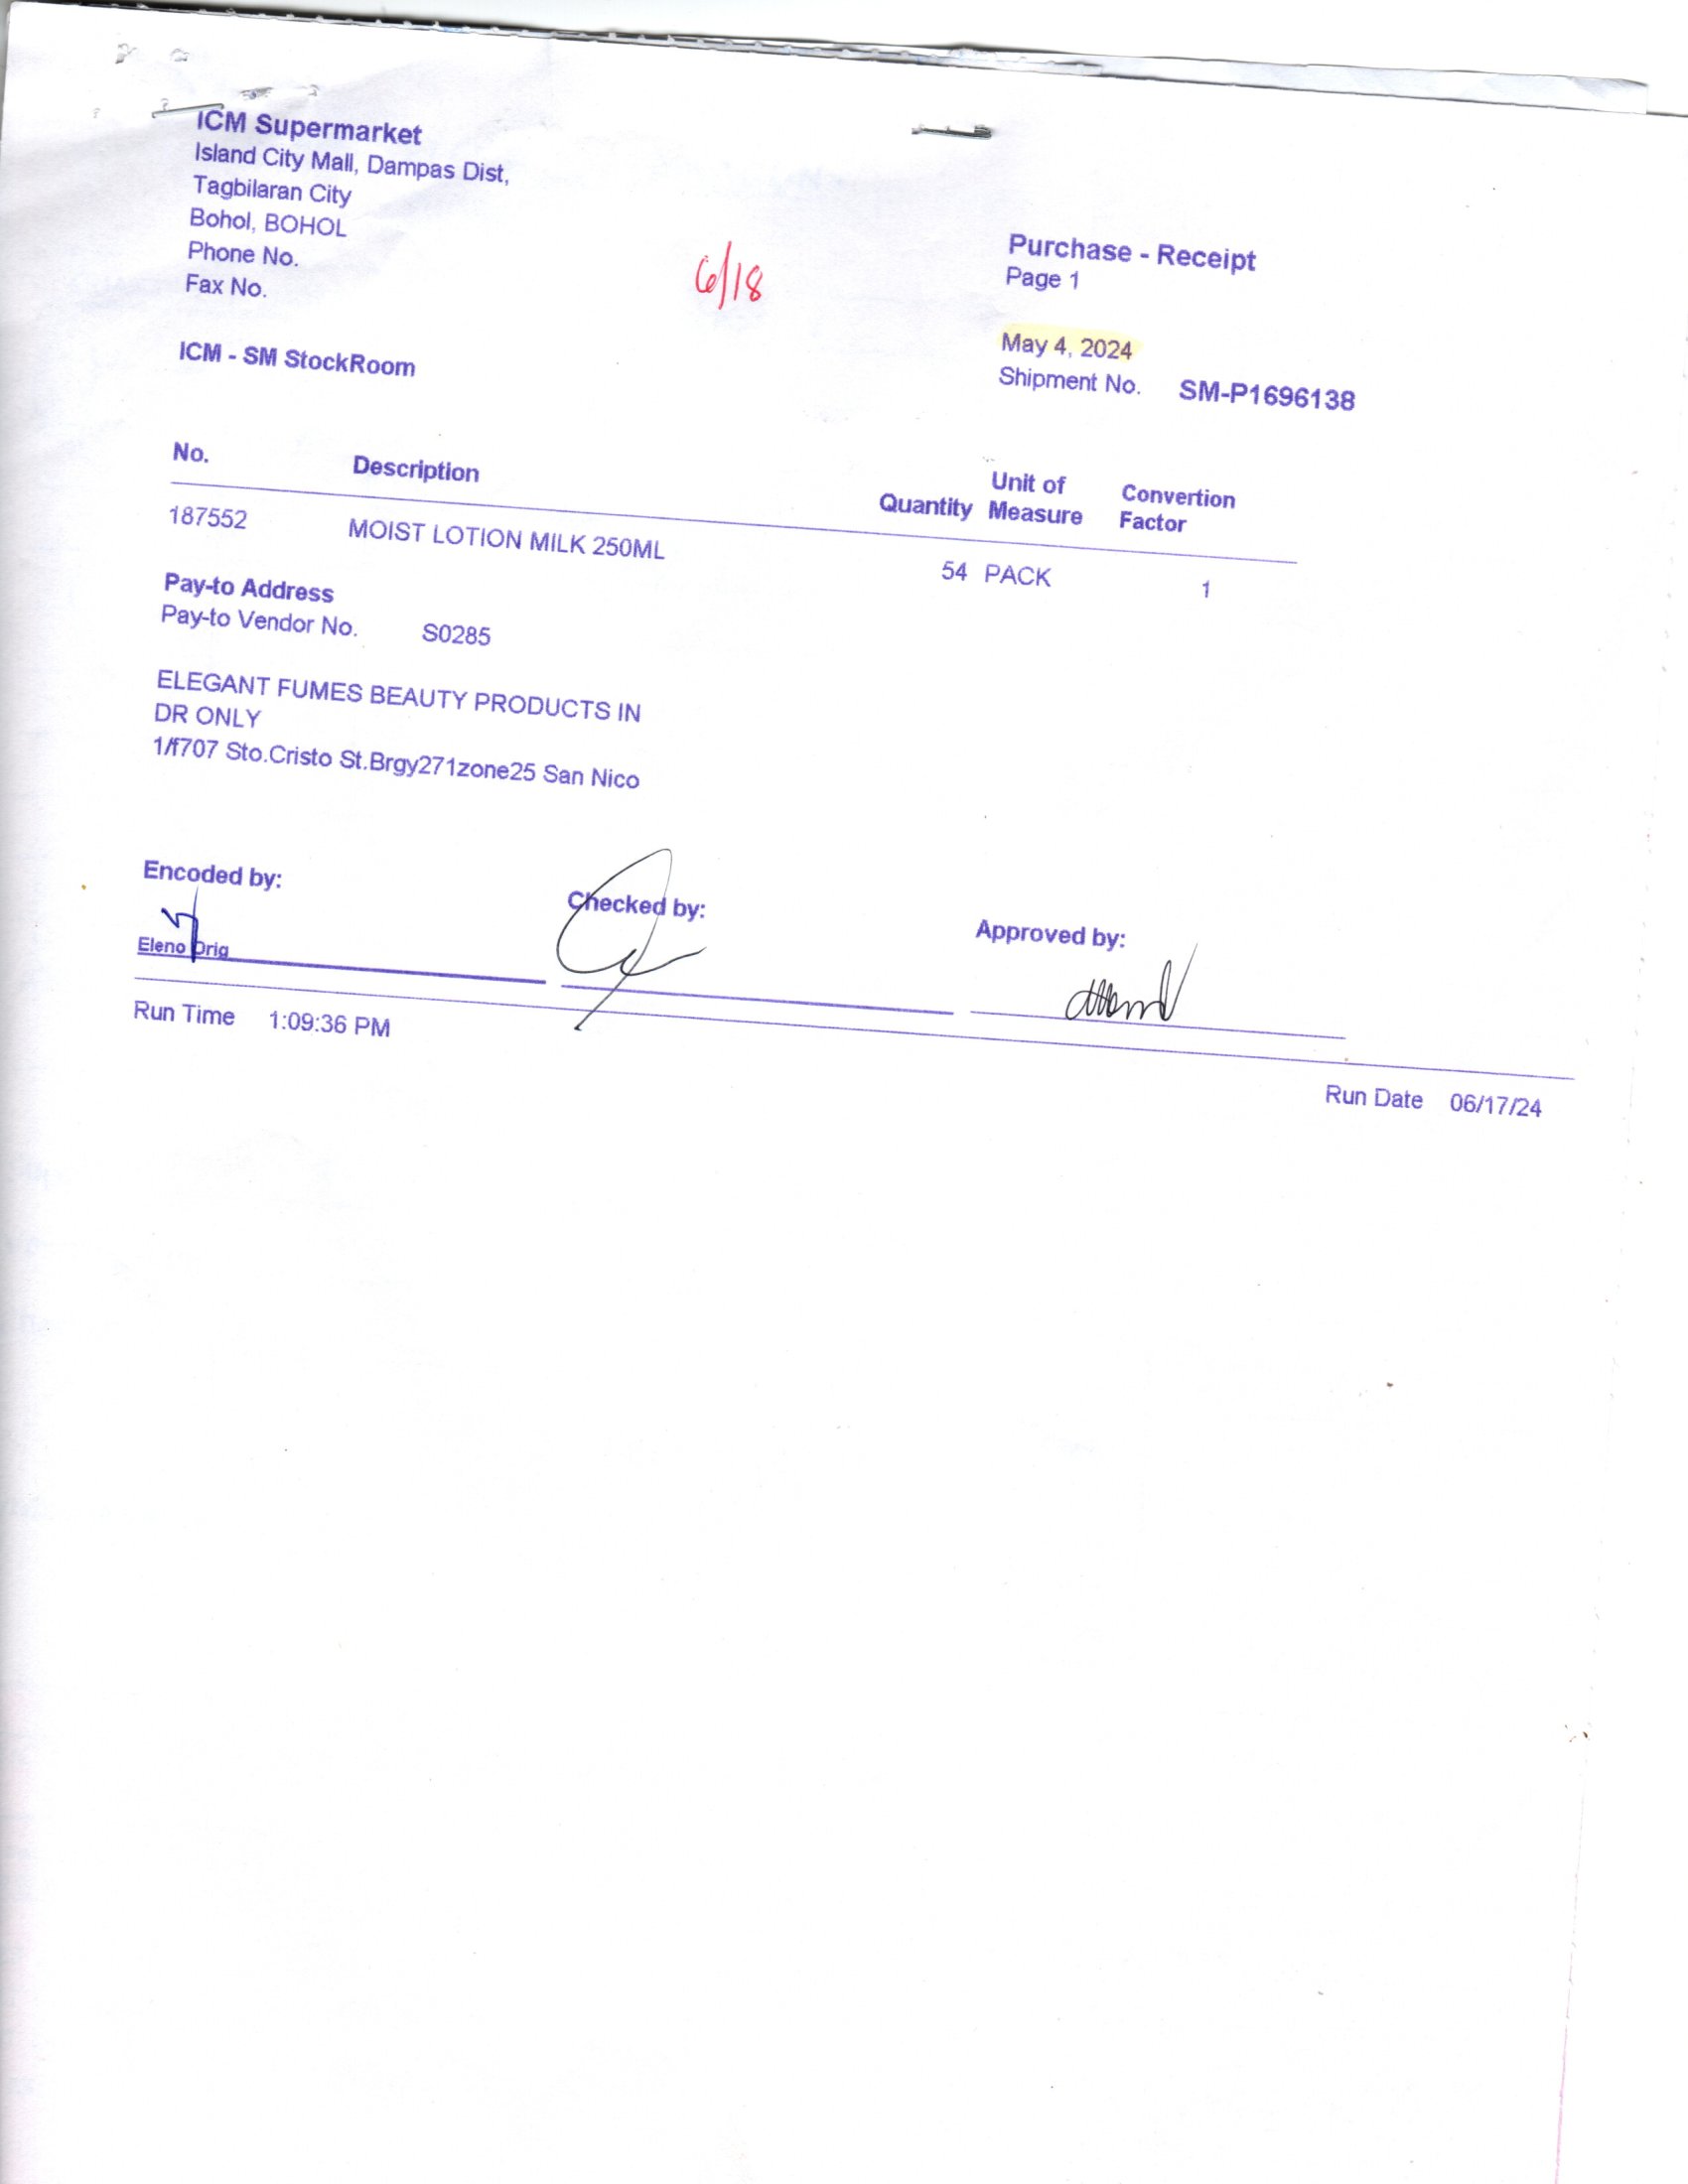 ICM Supermarket
Island City Mall, Dampas Dist,
Tagbilaran City
Bohol, BOHOL
Phone No.
Fax No.
6/18
Purchase - Receipt
Page 1
May 4, 2024
Shipment No. SM-P1696138
ICM - SM StockRoom
No. Description Quantity Unit of Measure Convertion Factor
187552 MOIST LOTION MILK 250ML 54 PACK 1
Pay-to Address
Pay-to Vendor No. S0285
ELEGANT FUMES BEAUTY PRODUCTS IN
DR ONLY
1/f707 Sto.Cristo St.Brgy271zone25 San Nico
Encoded by: Checked by: Approved by:
Eleno Orig
Run Time 1:09:36 PM
Run Date 06/17/24